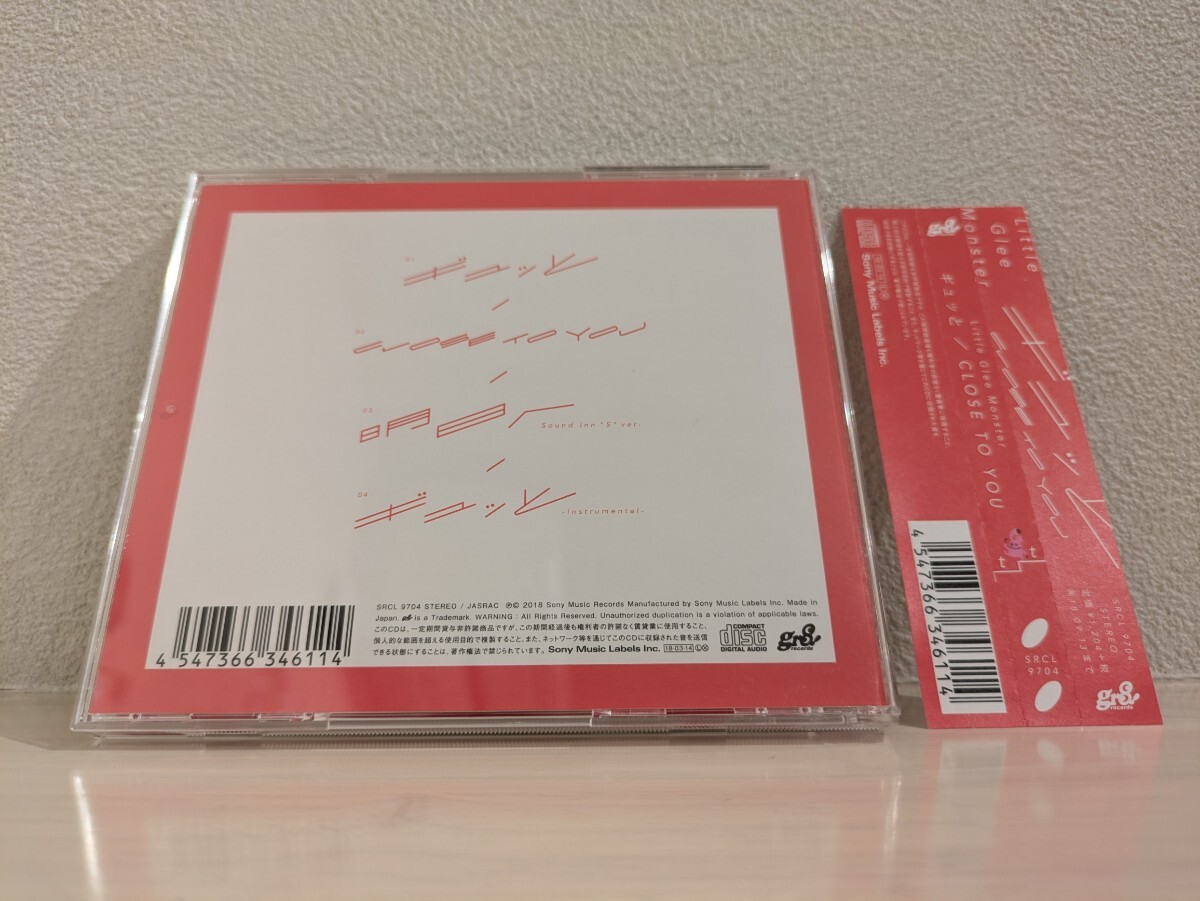 01
ギュッと
/
02
CLOSE TO YOU
/
03
明日へ
Sound inn "S" ver.
/
04
ギュッと
-Instrumental-
SRCL 9704 STEREO / JASRAC ℗© 2018 Sony Music Records Manufactured by Sony Music Labels Inc. Made in
Japan. is a Trademark. WARNING : All Rights Reserved. Unauthorized duplication is a violation of applicable laws.
このCDは、一定期間貸与非許諾商品ですが、この期間経過後も権利者の許諾なく賃貸業に使用すること、
個人的な範囲を超える使用目的で複製すること、また、ネットワーク等を通じてこのCDに収録された音を送信
できる状態にすることは、著作権法で禁じられています。 Sony Music Labels Inc. 18・03・14 Ⓛ Ⓧ
COMPACT
disc
DIGITAL AUDIO
gr8!
records
4 547366 346114
Little
Glee
Monster
ギュッと
CLOSE TO YOU
Little Glee Monster
ギュッと / CLOSE TO YOU
Sony Music Labels Inc.
gr8!
4 547366 346114
SRCL
9704
SRCL 9704
STEREO
gr8!
records